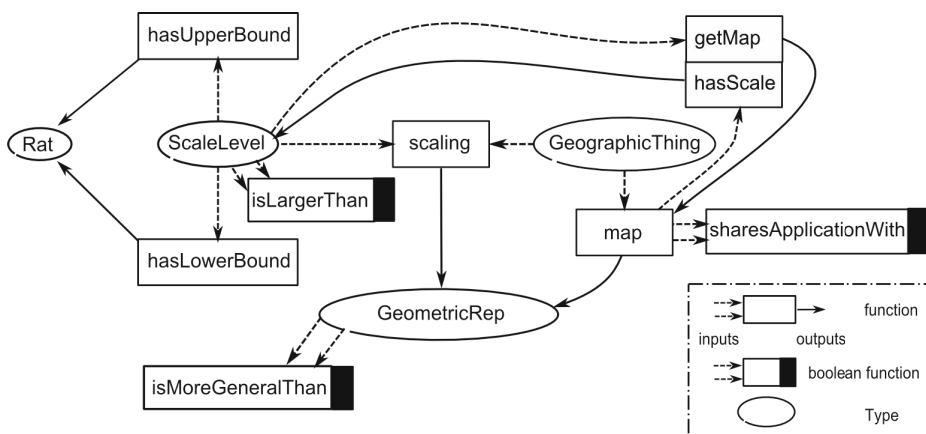 hasUpperBound
getMap
hasScale
Rat
ScaleLevel
scaling
GeographicThing
isLargerThan
map
sharesApplicationWith
hasLowerBound
GeometricRep
function
inputs outputs
isMoreGeneralThan
boolean function
Type